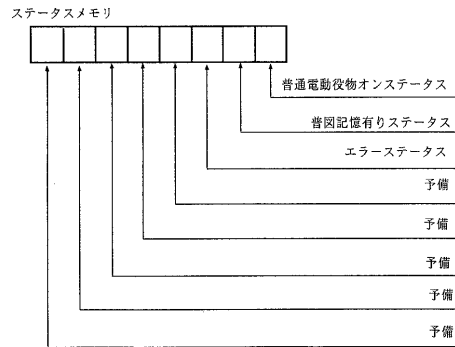 ステータスメモリ
普通電動役物オンステータス
普図記憶有りステータス
エラーステータス
予備
予備
予備
予備
予備